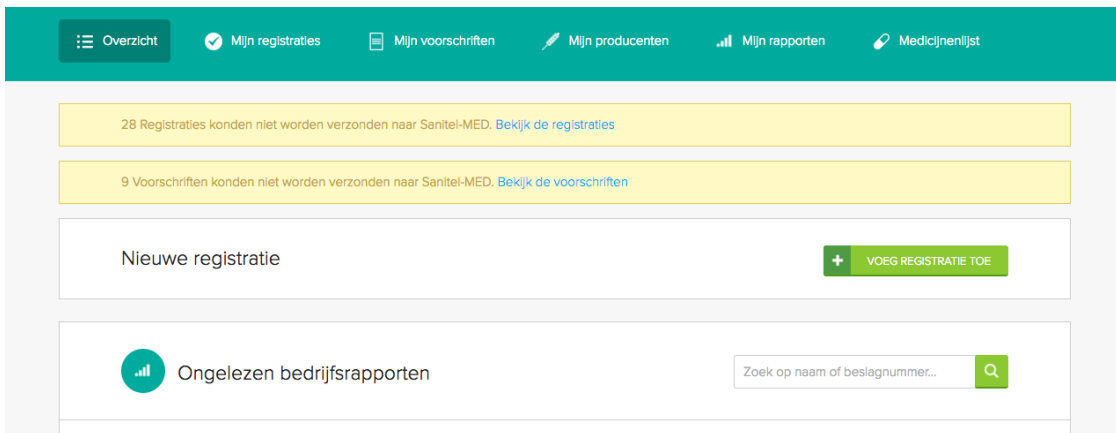 Overzicht
Mijn registraties
Mijn voorschriften
Mijn producenten
Mijn rapporten
Medicijnenlijst
28 Registraties konden niet worden verzonden naar Sanitel-MED. Bekijk de registraties
9 Voorschriften konden niet worden verzonden naar Sanitel-MED. Bekijk de voorschriften
Nieuwe registratie
+ VOEG REGISTRATIE TOE
Ongelezen bedrijfsrapporten
Zoek op naam of beslagnummer...